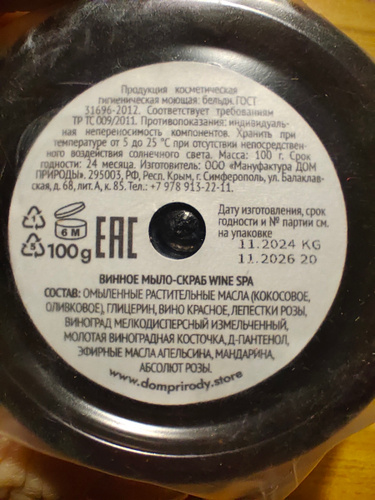 Продукция косметическая
гигиеническая моющая: бельди. ГОСТ
31696-2012. Соответствует требованиям
ТР ТС 009/2011. Противопоказания: индивидуаль-
ная непереносимость компонентов. Хранить при
температуре от 5 до 25 °С при отсутствии непосредствен-
ного воздействия солнечного света. Масса: 100 г. Срок
годности: 24 месяца. Изготовитель: ООО «Мануфактура ДОМ
ПРИРОДЫ». 295053, РФ, Респ. Крым, г. Симферополь, ул. Балаклав-
ская, д. 68, лит. А, к. 85. Тел.: +7 978 913-22-11.
6 M
100 g
EAC
Дату изготовления, срок
годности и № партии см.
на упаковке
11.2024 KG
11.2026 20
ВИННОЕ МЫЛО-СКРАБ WINE SPA
СОСТАВ: ОМЫЛЕННЫЕ РАСТИТЕЛЬНЫЕ МАСЛА (КОКОСОВОЕ,
ОЛИВКОВОЕ), ГЛИЦЕРИН, ВИНО КРАСНОЕ, ЛЕПЕСТКИ РОЗЫ,
ВИНОГРАД МЕЛКОДИСПЕРСНЫЙ ИЗМЕЛЬЧЕННЫЙ,
МОЛОТАЯ ВИНОГРАДНАЯ КОСТОЧКА, Д-ПАНТЕНОЛ,
ЭФИРНЫЕ МАСЛА АПЕЛЬСИНА, МАНДАРИНА,
АБСОЛЮТ РОЗЫ.
www.domprirody.store